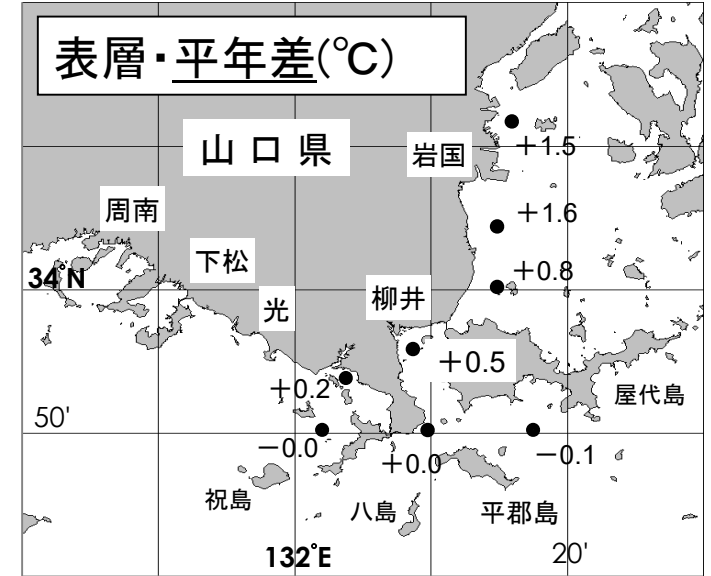 表層・平年差(℃)
山口県
岩国
+1.5
周南
+1.6
下松
+0.8
34°N
柳井
光
+0.5
+0.2
屋代島
50'
−0.0
+0.0
−0.1
祝島
八島
平郡島
132°E
20'